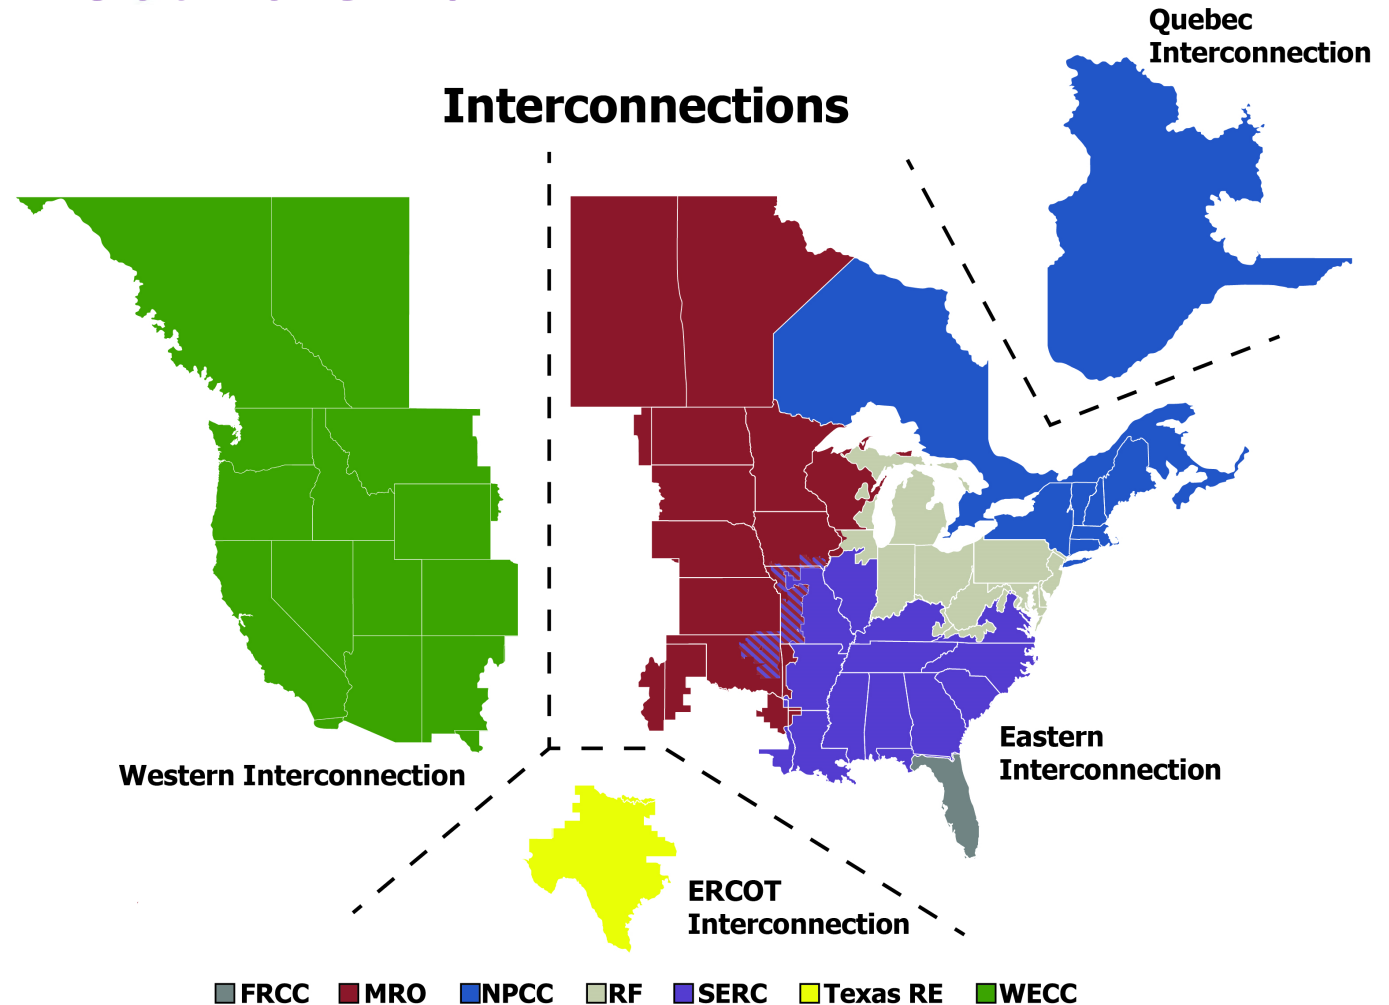 Quebec
Interconnection
Interconnections
Eastern
Interconnection
Western Interconnection
ERCOT
Interconnection
FRCC MRO NPCC RF SERC Texas RE WECC